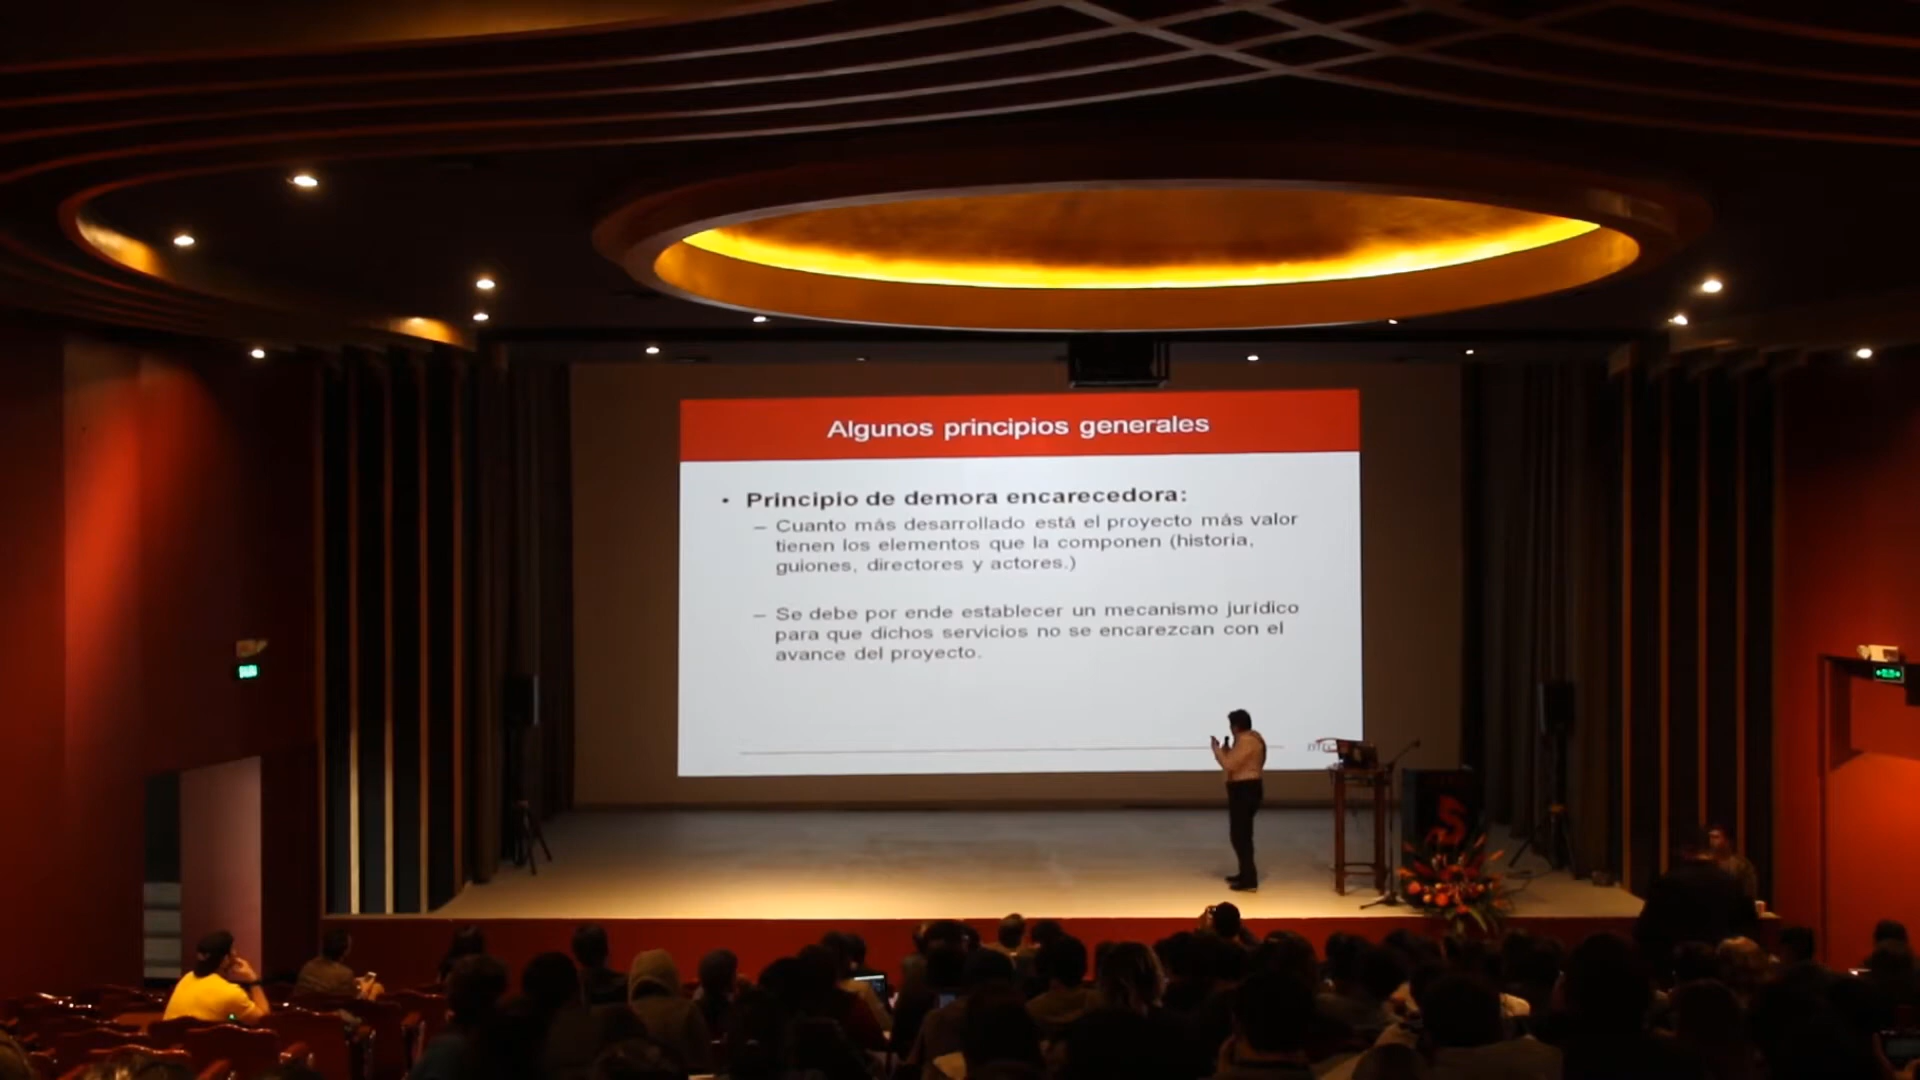 Algunos principios generales
• Principio de demora encarecedora:
– Cuanto más desarrollado está el proyecto más valor
tienen los elementos que la componen (historia,
guiones, directores y actores.)
– Se debe por ende establecer un mecanismo jurídico
para que dichos servicios no se encarezcan con el
avance del proyecto.